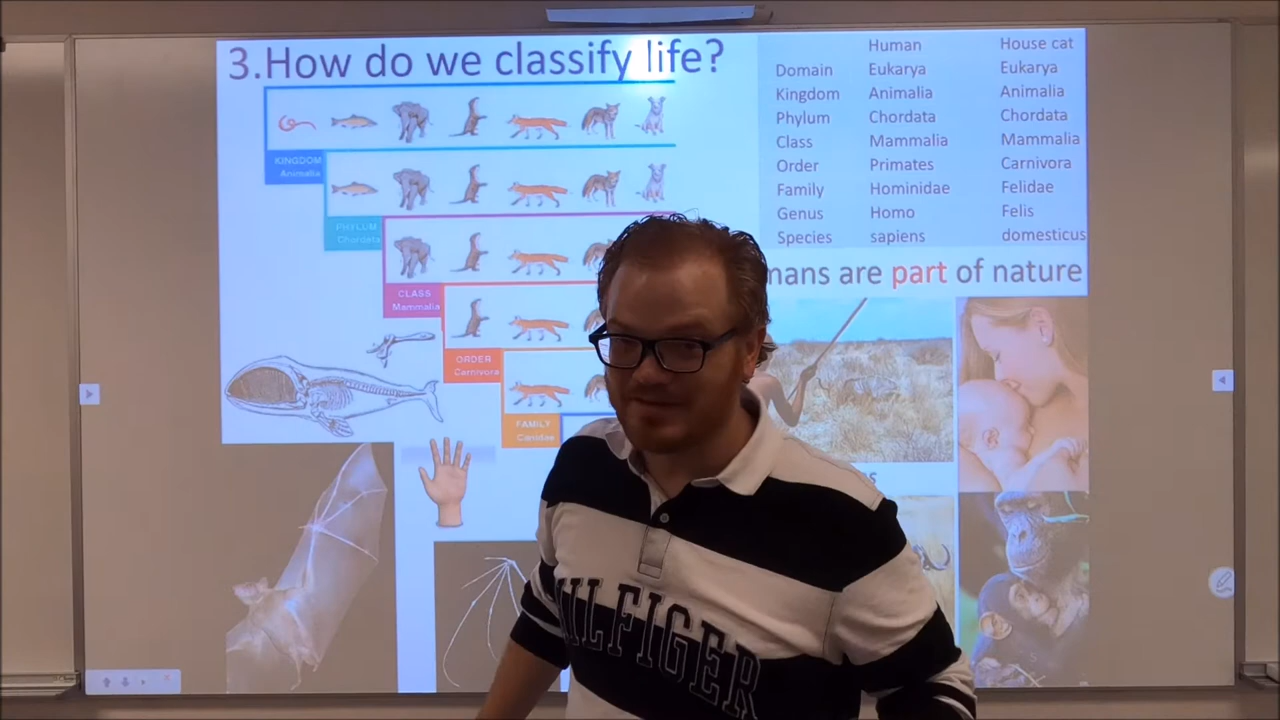 3.How do we classify life?
Human House cat
Domain Eukarya Eukarya
Kingdom Animalia Animalia
Phylum Chordata Chordata
Class Mammalia Mammalia
Order Primates Carnivora
Family Hominidae Felidae
Genus Homo Felis
Species sapiens domesticus
KINGDOM
Animalia
PHYLUM
Chordata
CLASS
Mammalia
ORDER
Carnivora
FAMILY
Canidae
are part of nature
HILFIGER